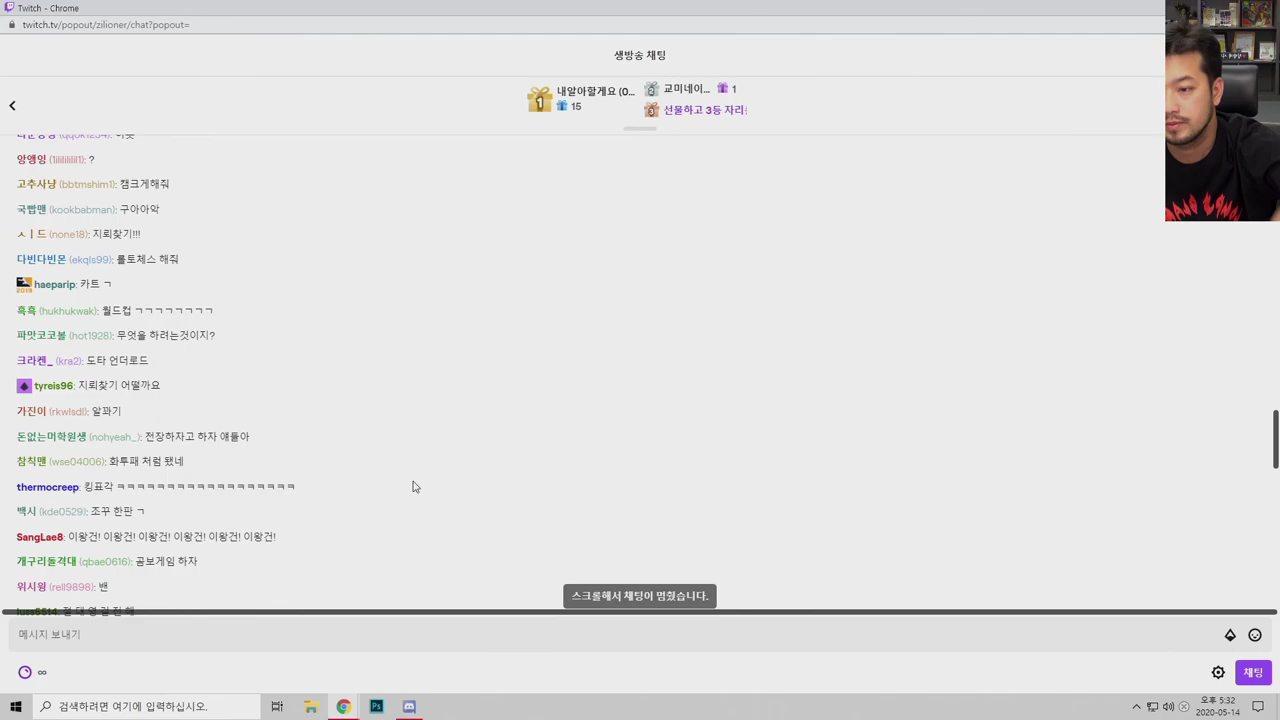 Twitch - Chrome
twitch.tv/popout/zilioner/chat?popout=
생방송 채팅
내알아할게요 (0...
15
교미네이... 1
선물하고 3등 자리를
앙앵잉 (1ilililililil1): ?
고추사냥 (bbtmshim1): 캠크게해줘
국빱맨 (kookbabman): 구아아악
ㅅㅣ드 (none18): 지뢰찾기!!!
다빈다빈몬 (ekqls99): 롤토체스 해줘
haeparip: 카트 ㄱ
흑흑 (hukhukwak): 월드컵 ㄱㄱㄱㄱㄱㄱㄱㄱ
파맛코코볼 (hot1928): 무엇을 하려는것이지?
크라켄_ (kra2): 도타 언더로드
tyreis96: 지뢰찾기 어떨까요
가진이 (rkwlsdl): 알꽈기
돈없는머학원생 (nohyeah_): 전장하자고 하자 얘들아
참칙맨 (wse04006): 화투패 처럼 됐네
thermocreep: 킹표각 ㅋㅋㅋㅋㅋㅋㅋㅋㅋㅋㅋㅋㅋㅋㅋㅋㅋㅋ
백시 (kde0529): 조꾸 한판 ㄱ
SangLae8: 이왕건! 이왕건! 이왕건! 이왕건! 이왕건! 이왕건!
개구리돌격대 (qbae0616): 곰보게임 하자
위시윙 (rell9898): 밴
스크롤해서 채팅이 멈췄습니다.
메시지 보내기
채팅
검색하려면 여기에 입력하십시오.
오후 5:32
2020-05-14